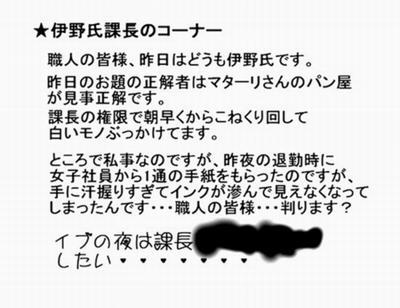 ★伊野氏課長のコーナー
職人の皆様、昨日はどうも伊野氏です。
昨日のお題の正解者はマターリさんのパン屋
が見事正解です。
課長の権限で朝早くからこねくり回して
白いモノぶっかけてます。
ところで私事なのですが、昨夜の退勤時に
女子社員から1通の手紙をもらったのですが、
手に汗握りすぎてインクが滲んで見えなくなって
しまったんです・・・職人の皆様・・・判ります？
イブの夜は課長
したい・・・・・・・